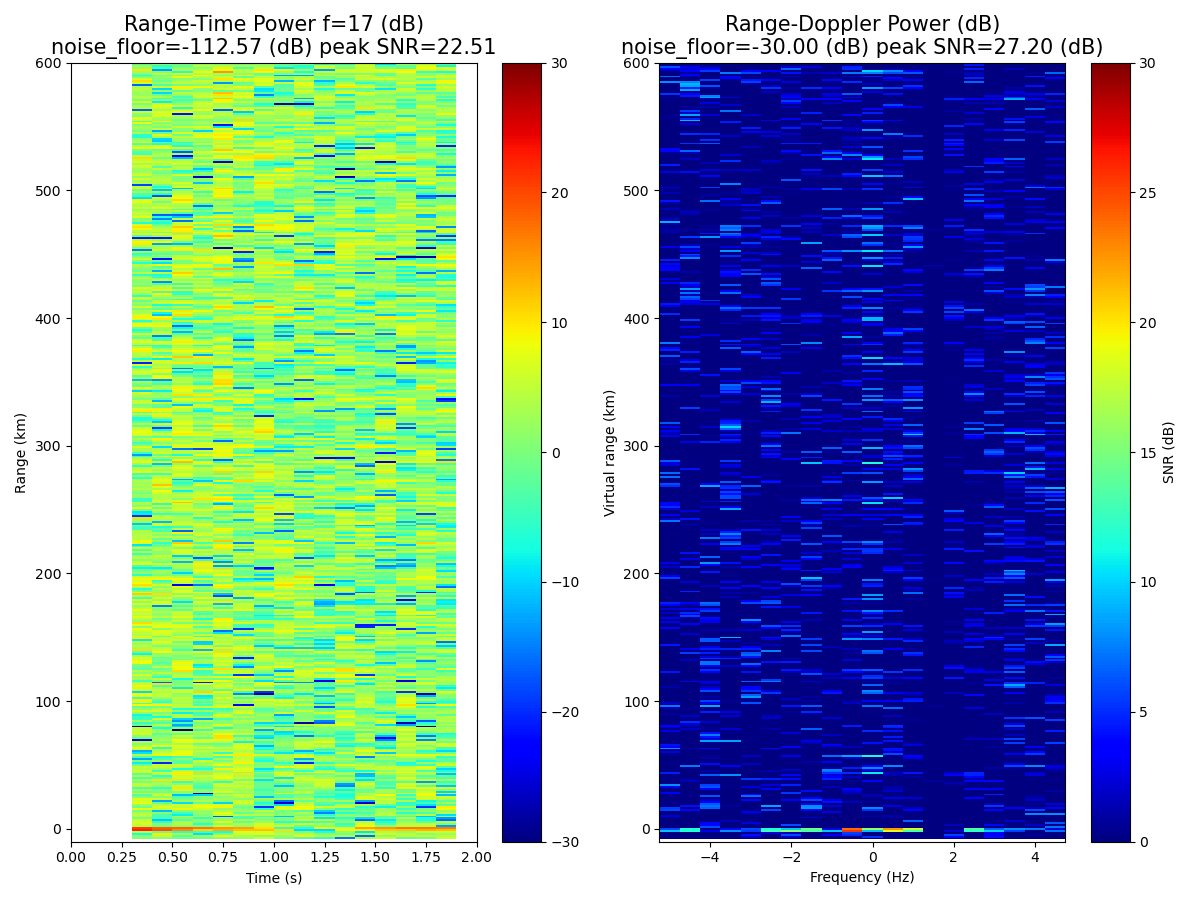 Range-Time Power f=17 (dB)
noise_floor=-112.57 (dB) peak SNR=22.51
600
500
400
300
200
100
0
Range (km)
0.00 0.25 0.50 0.75 1.00 1.25 1.50 1.75 2.00
Time (s)
30
20
10
0
−10
−20
−30
Range-Doppler Power (dB)
noise_floor=-30.00 (dB) peak SNR=27.20 (dB)
600
500
400
300
200
100
0
Virtual range (km)
−4 −2 0 2 4
Frequency (Hz)
30
25
20
15
10
5
0
SNR (dB)